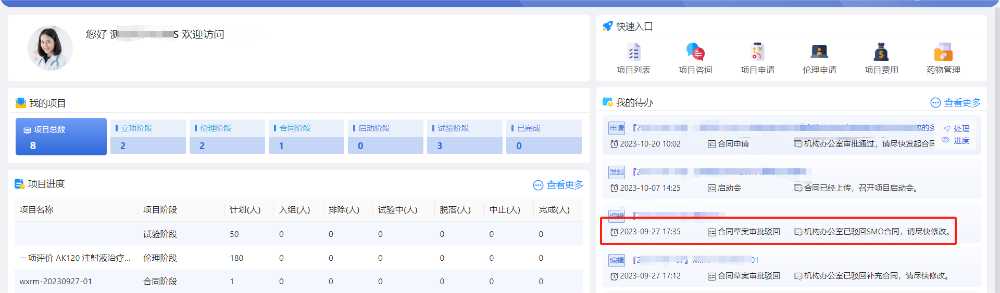 您好 测 S 欢迎访问
快速入口
项目列表
项目咨询
项目申请
伦理申请
项目费用
药物管理
我的项目
项目总数
8
立项阶段
2
伦理阶段
2
合同阶段
1
启动阶段
0
试验阶段
3
已完成
0
项目进度
查看更多
项目名称 项目阶段 计划(人) 入组(人) 排除(人) 试验中(人) 脱落(人) 中止(人) 完成(人)
试验阶段 50 0 0 0 0 0 0
一项评价 AK120 注射液治疗... 伦理阶段 180 0 0 0 0 0 0
wxrm-20230927-01 合同阶段 1 0 0 0 0 0 0
我的待办
查看更多
申请 『20 的多
2023-10-20 10:02 合同申请 机构办公室审批通过，请尽快发起合同
处理
进度
发起 『2
2023-10-07 14:25 启动会 合同已经上传，召开项目启动会。
编辑
2023-09-27 17:35 合同草案审批驳回 机构办公室已驳回SMO合同，请尽快修改。
编辑 『2 01
2023-09-27 17:12 合同草案审批驳回 机构办公室已驳回补充合同，请尽快修改。